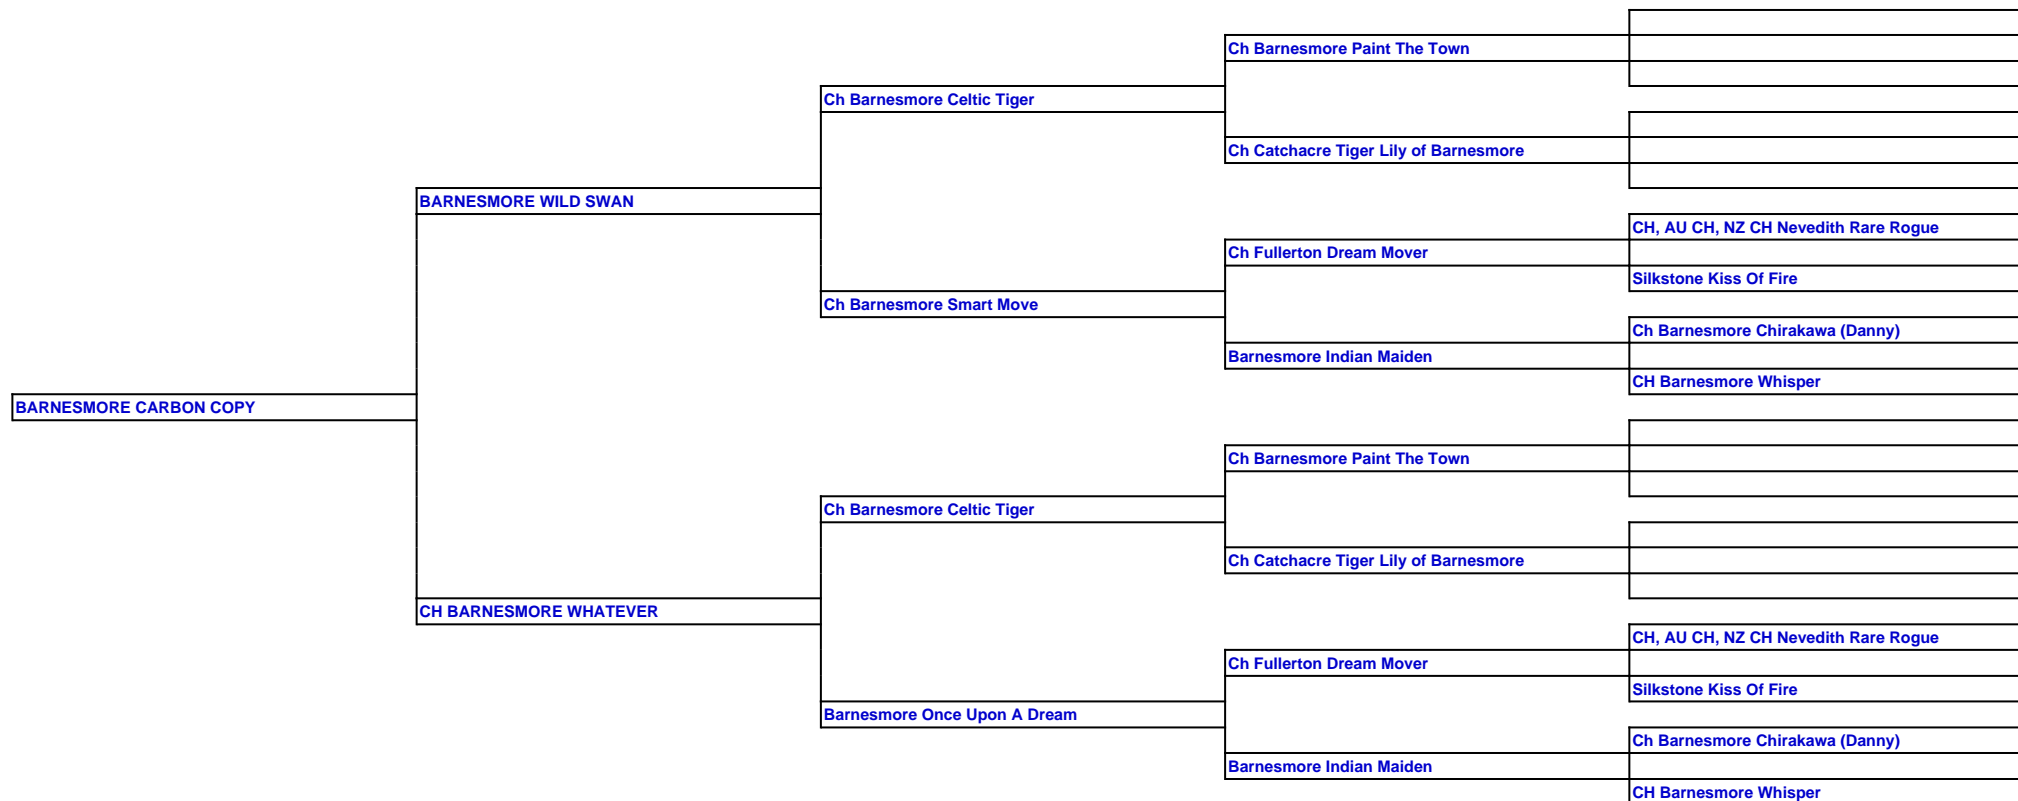 Ch Barnesmore Paint The Town
Ch Barnesmore Celtic Tiger
Ch Catchacre Tiger Lily of Barnesmore
BARNESMORE WILD SWAN
CH, AU CH, NZ CH Nevedith Rare Rogue
Ch Fullerton Dream Mover
Silkstone Kiss Of Fire
Ch Barnesmore Smart Move
Ch Barnesmore Chirakawa (Danny)
Barnesmore Indian Maiden
CH Barnesmore Whisper
BARNESMORE CARBON COPY
Ch Barnesmore Paint The Town
Ch Barnesmore Celtic Tiger
Ch Catchacre Tiger Lily of Barnesmore
CH BARNESMORE WHATEVER
CH, AU CH, NZ CH Nevedith Rare Rogue
Ch Fullerton Dream Mover
Silkstone Kiss Of Fire
Barnesmore Once Upon A Dream
Ch Barnesmore Chirakawa (Danny)
Barnesmore Indian Maiden
CH Barnesmore Whisper